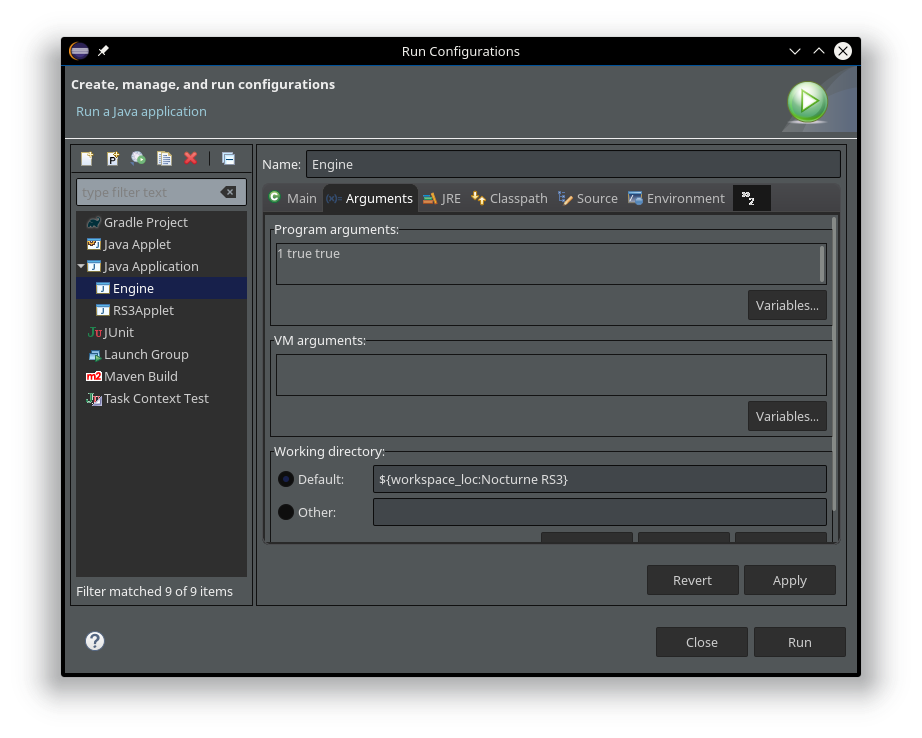 Run Configurations
Create, manage, and run configurations
Run a Java application
type filter text
Gradle Project
Java Applet
Java Application
Engine
RS3Applet
JUnit
Launch Group
Maven Build
Task Context Test
Filter matched 9 of 9 items
Name: Engine
Main Arguments JRE Classpath Source Environment »2
Program arguments:
1 true true
Variables...
VM arguments:
Variables...
Working directory:
Default: ${workspace_loc:Nocturne RS3}
Other:
Revert Apply
Close Run